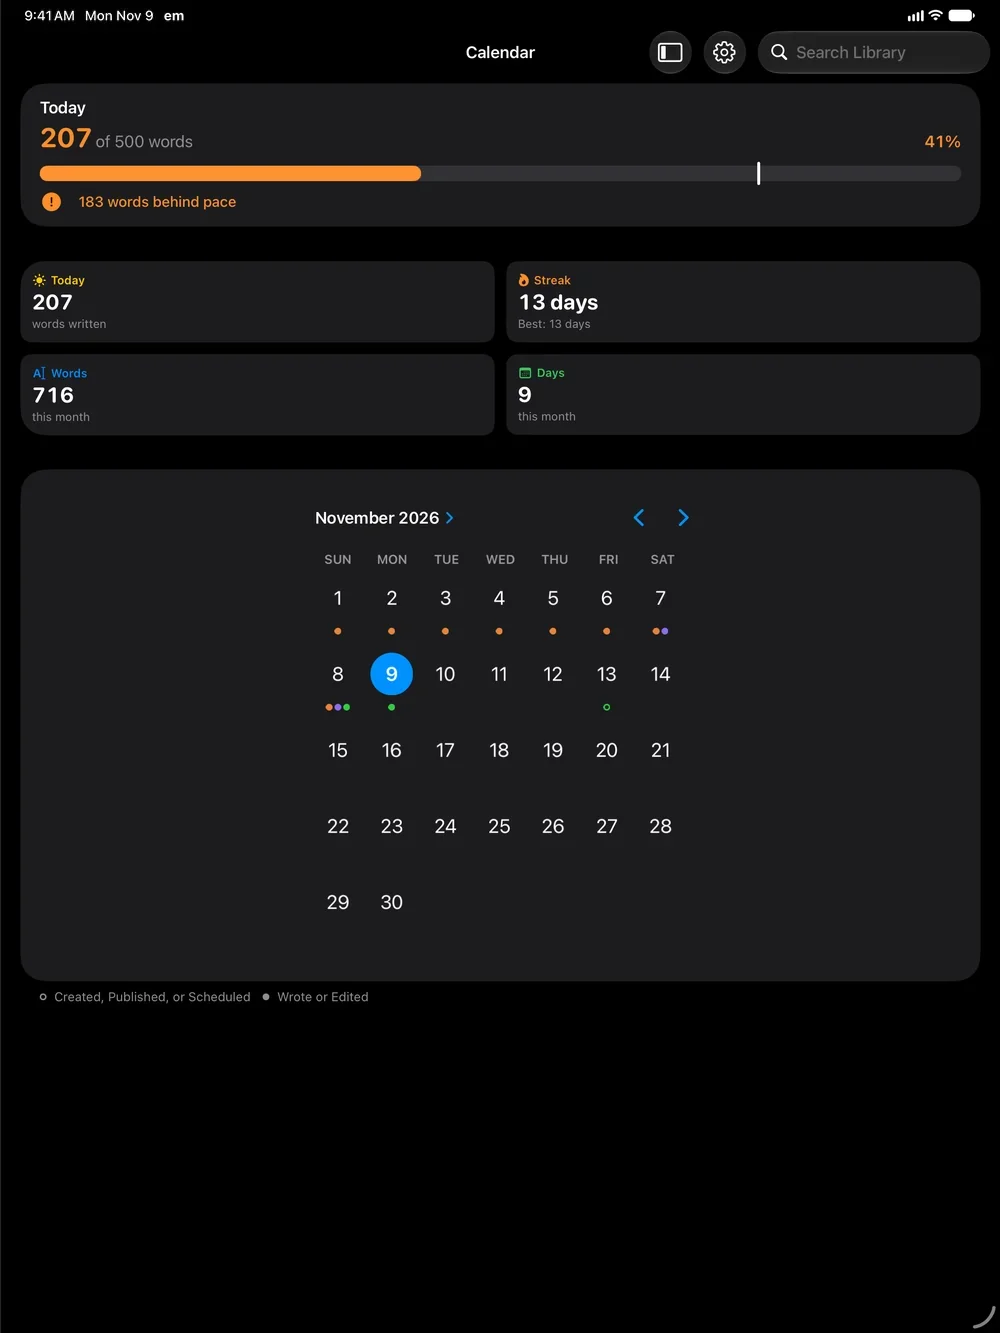 9:41 AM Mon Nov 9 em
Calendar
Search Library
Today
207 of 500 words
41%
! 183 words behind pace
Today
207
words written
Streak
13 days
Best: 13 days
A Words
716
this month
Days
9
this month
November 2026
SUN MON TUE WED THU FRI SAT
1 2 3 4 5 6 7
8 9 10 11 12 13 14
15 16 17 18 19 20 21
22 23 24 25 26 27 28
29 30
Created, Published, or Scheduled Wrote or Edited